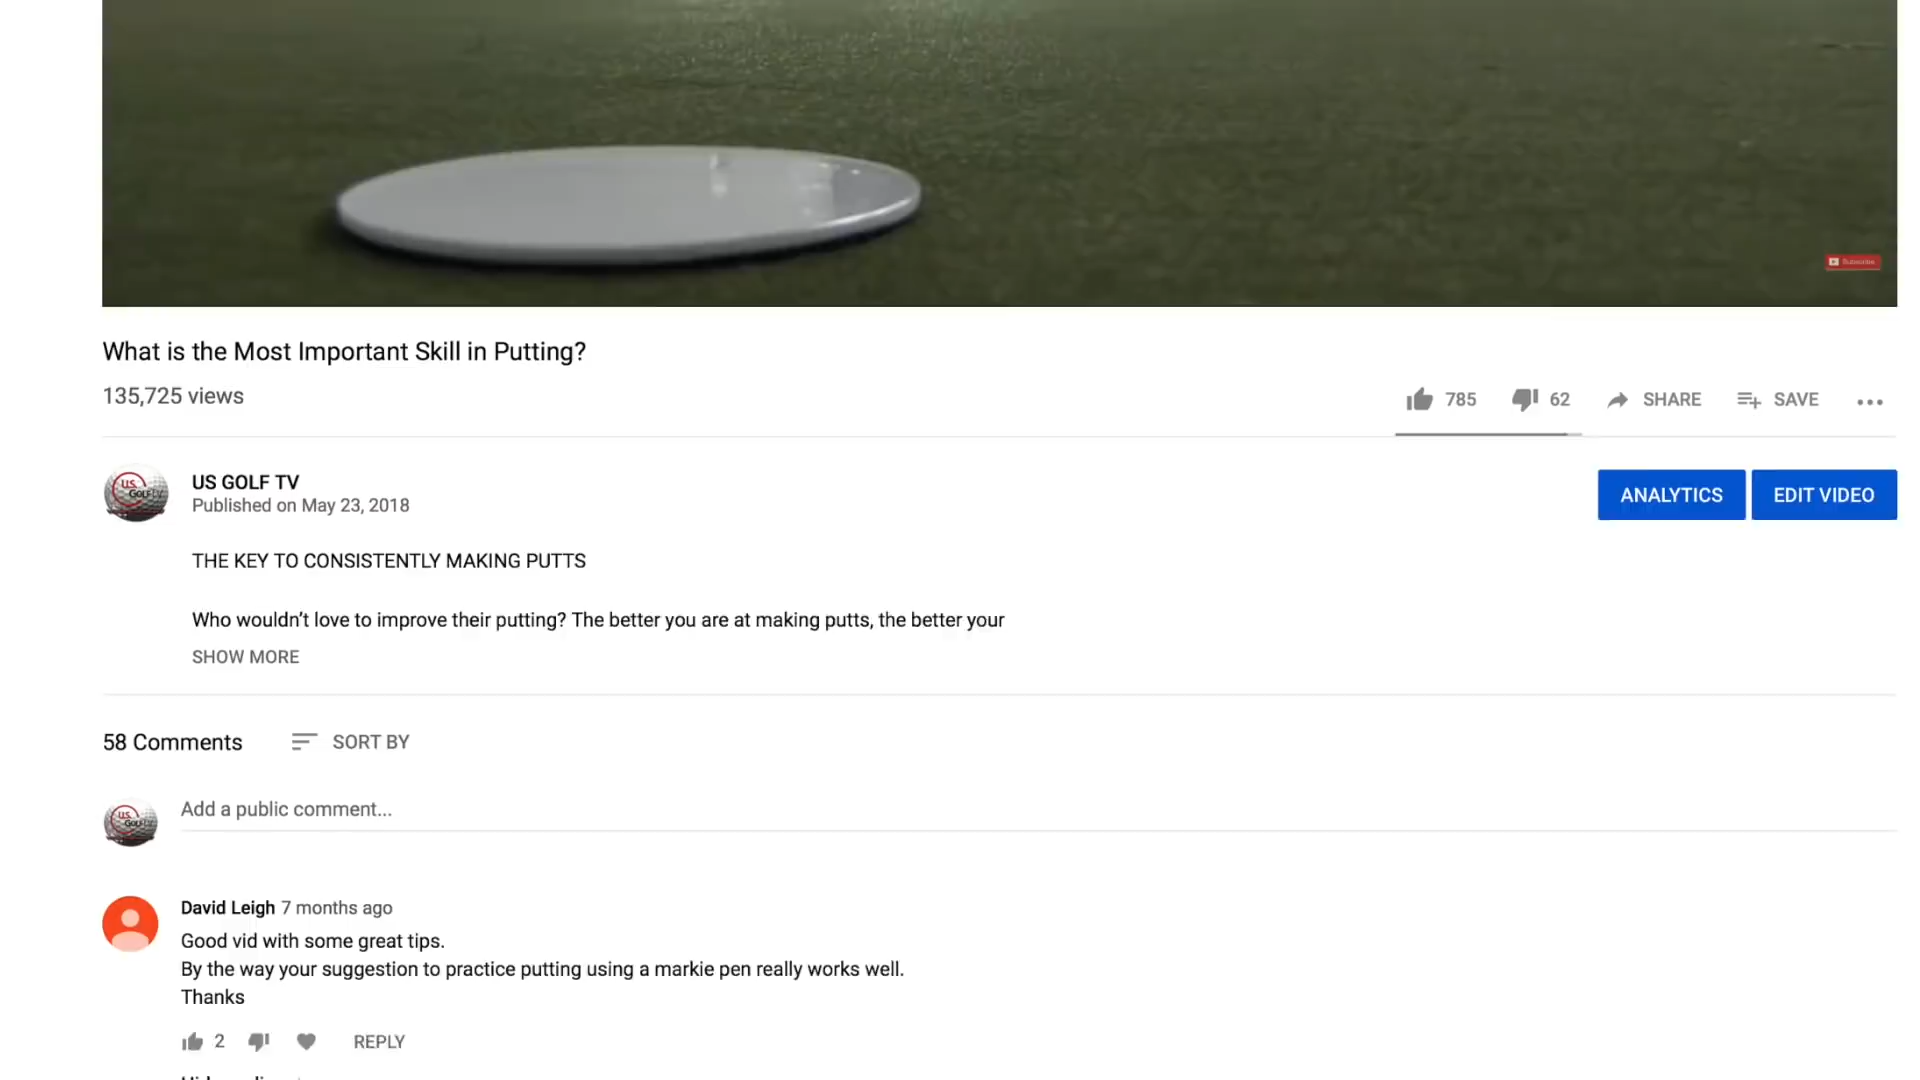 Subscribe
What is the Most Important Skill in Putting?
135,725 views
785 62 SHARE SAVE
US GOLF TV
Published on May 23, 2018
ANALYTICS EDIT VIDEO
THE KEY TO CONSISTENTLY MAKING PUTTS
Who wouldn’t love to improve their putting? The better you are at making putts, the better your
SHOW MORE
58 Comments SORT BY
Add a public comment...
David Leigh 7 months ago
Good vid with some great tips.
By the way your suggestion to practice putting using a markie pen really works well.
Thanks
2 REPLY